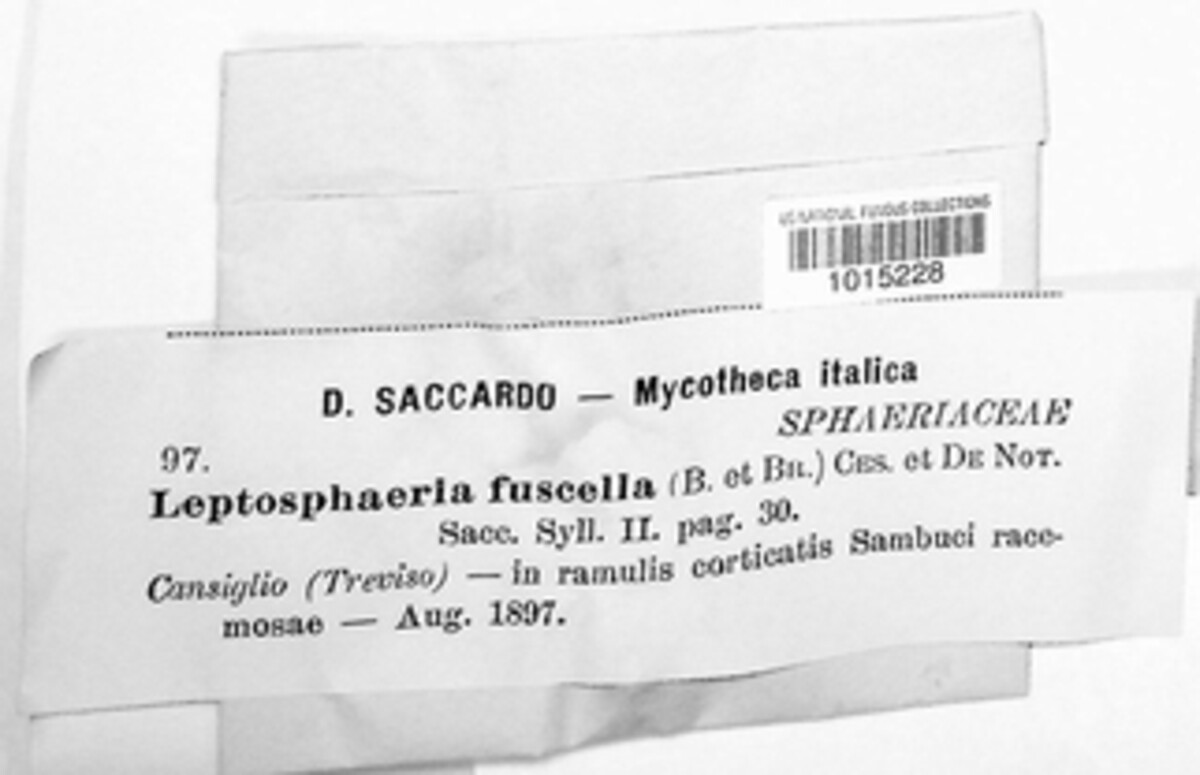 US NATIONAL FUNGUS COLLECTIONS
1015228
D. SACCARDO — Mycotheca italica
SPHAERIACEAE
97.
Leptosphaeria fuscella (B. et Br.) Ces. et De Not.
Sacc. Syll. II. pag. 30.
Cansiglio (Treviso) — in ramulis corticatis Sambuci race-
mosae — Aug. 1897.